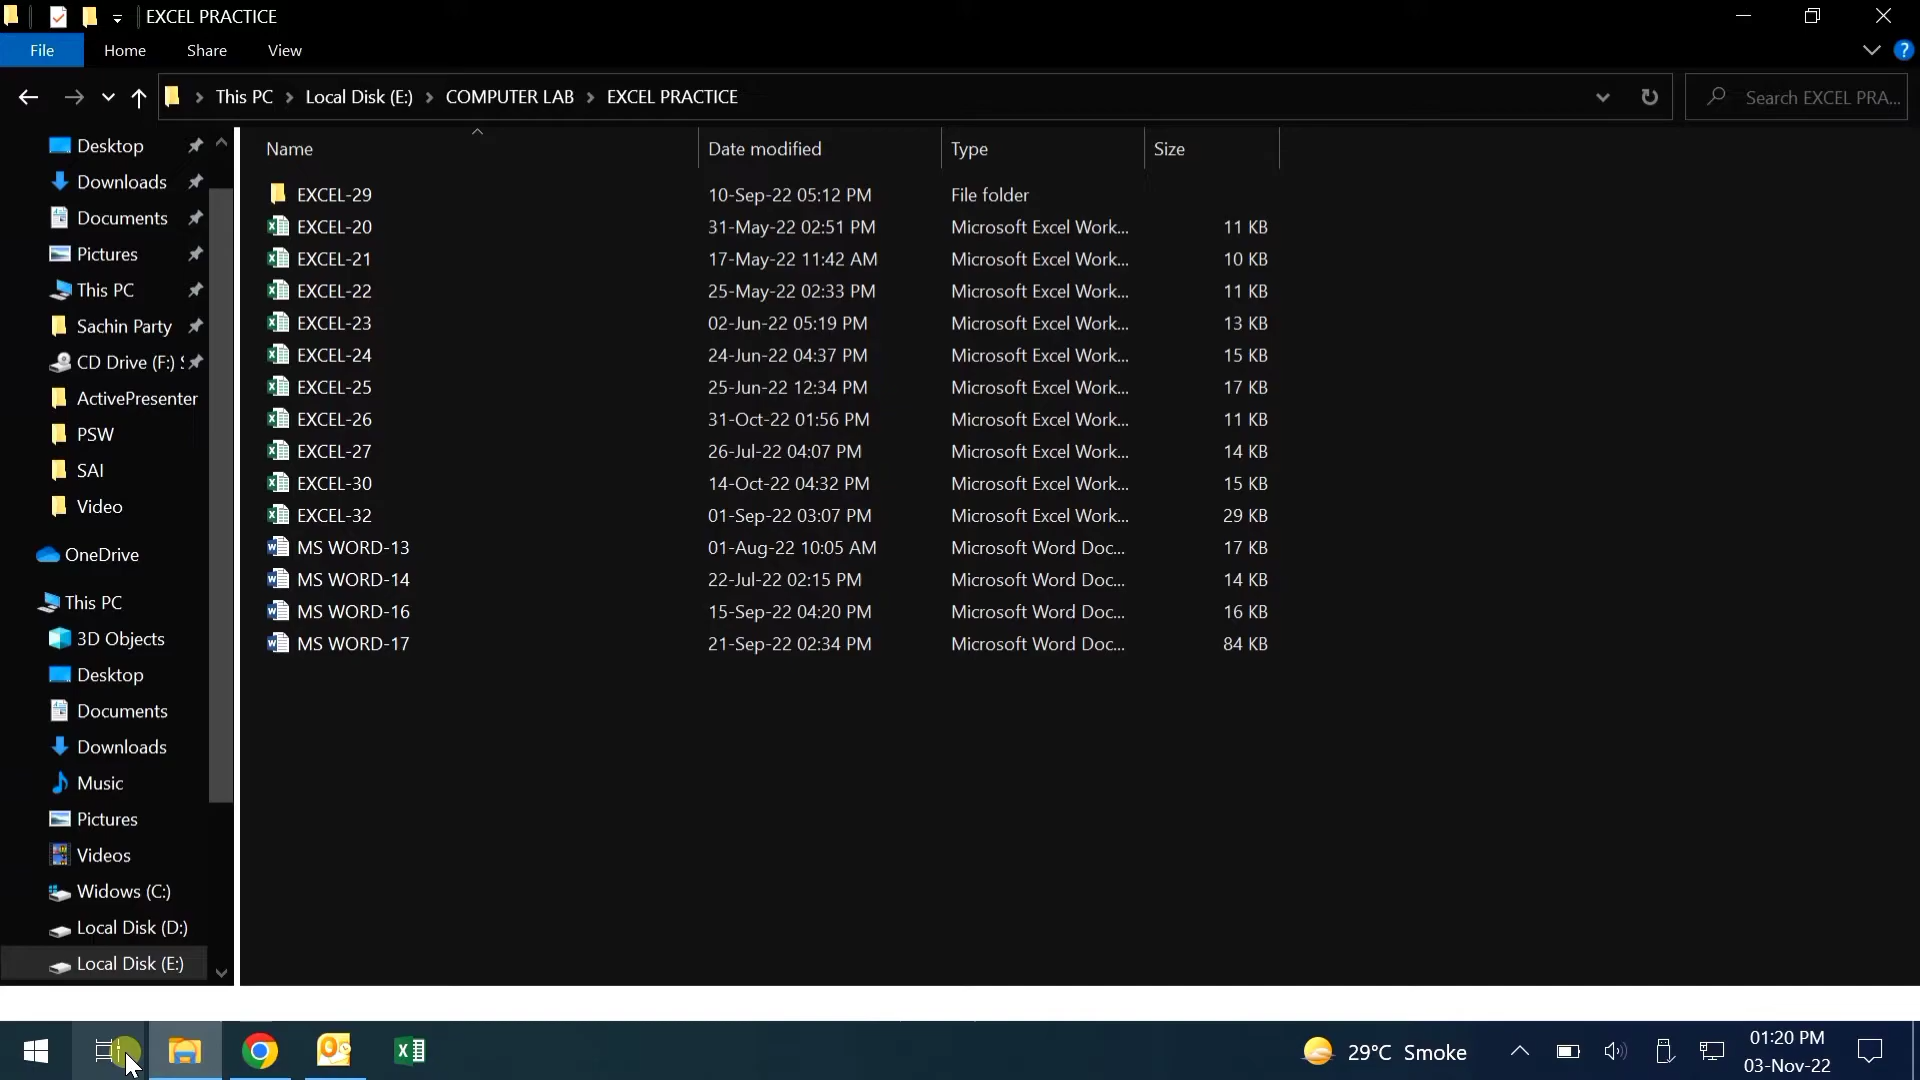 EXCEL PRACTICE
File Home Share View
This PC Local Disk (E:) COMPUTER LAB EXCEL PRACTICE Search EXCEL PRA...
Name Date modified Type Size
EXCEL-29 10-Sep-22 05:12 PM File folder
EXCEL-20 31-May-22 02:51 PM Microsoft Excel Work... 11 KB
EXCEL-21 17-May-22 11:42 AM Microsoft Excel Work... 10 KB
EXCEL-22 25-May-22 02:33 PM Microsoft Excel Work... 11 KB
EXCEL-23 02-Jun-22 05:19 PM Microsoft Excel Work... 13 KB
EXCEL-24 24-Jun-22 04:37 PM Microsoft Excel Work... 15 KB
EXCEL-25 25-Jun-22 12:34 PM Microsoft Excel Work... 17 KB
EXCEL-26 31-Oct-22 01:56 PM Microsoft Excel Work... 11 KB
EXCEL-27 26-Jul-22 04:07 PM Microsoft Excel Work... 14 KB
EXCEL-30 14-Oct-22 04:32 PM Microsoft Excel Work... 15 KB
EXCEL-32 01-Sep-22 03:07 PM Microsoft Excel Work... 29 KB
MS WORD-13 01-Aug-22 10:05 AM Microsoft Word Doc... 17 KB
MS WORD-14 22-Jul-22 02:15 PM Microsoft Word Doc... 14 KB
MS WORD-16 15-Sep-22 04:20 PM Microsoft Word Doc... 16 KB
MS WORD-17 21-Sep-22 02:34 PM Microsoft Word Doc... 84 KB
Desktop
Downloads
Documents
Pictures
This PC
Sachin Party
CD Drive (F:)
ActivePresenter
PSW
SAI
Video
OneDrive
This PC
3D Objects
Desktop
Documents
Downloads
Music
Pictures
Videos
Widows (C:)
Local Disk (D:)
Local Disk (E:)
29°C Smoke
01:20 PM
03-Nov-22